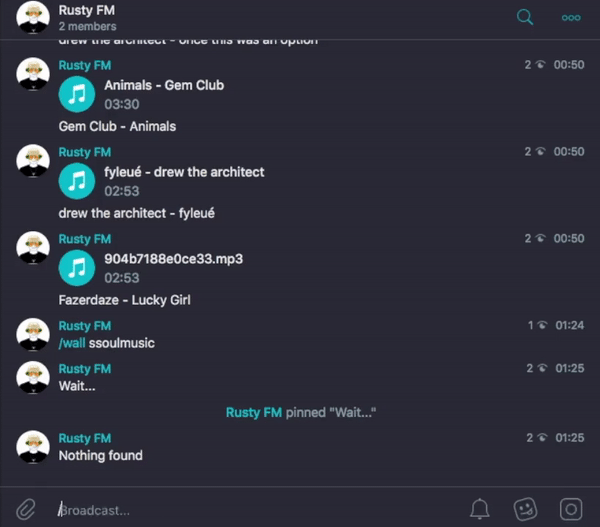 Rusty FM
2 members
drew the architect - once this was an option
Rusty FM 2 00:50
Animals - Gem Club
03:30
Gem Club - Animals
Rusty FM 2 00:50
fyleué - drew the architect
02:53
drew the architect - fyleué
Rusty FM 2 00:50
904b7188e0ce33.mp3
02:53
Fazerdaze - Lucky Girl
Rusty FM 1 01:24
/wall ssoulmusic
Rusty FM 2 01:25
Wait...
Rusty FM pinned "Wait..."
Rusty FM 2 01:25
Nothing found
/Broadcast...